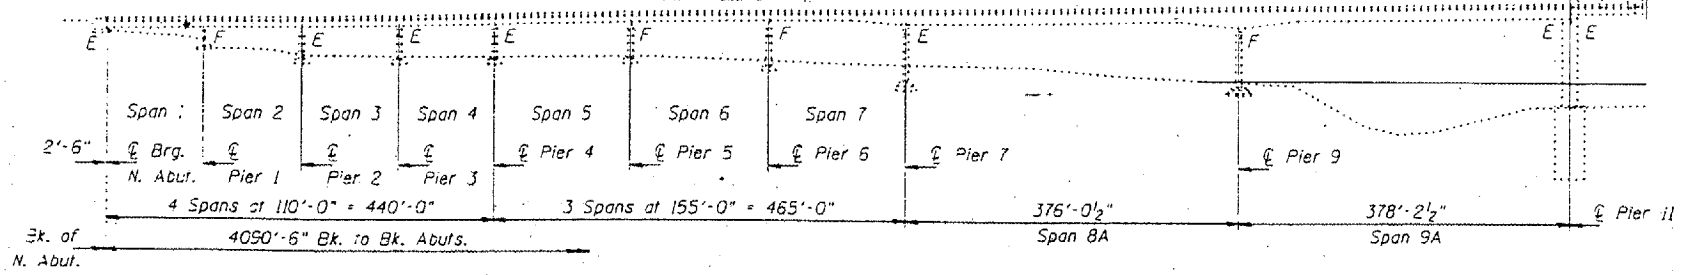 E F E E E F F E F E E
Span 1 Span 2 Span 3 Span 4 Span 5 Span 6 Span 7
2'-6" ℄ Brg. ℄ ℄ ℄ ℄ Pier 4 ℄ Pier 5 ℄ Pier 6 ℄ Pier 7 ℄ Pier 9
N. Abut. Pier 1 Pier 2 Pier 3
4 Spans at 110'-0" = 440'-0" 3 Spans at 155'-0" = 465'-0" 376'-0½" 378'-2½" ℄ Pier 11
Bk. of 4090'-6" Bk. to Bk. Abuts. Span 8A Span 9A
N. Abut.